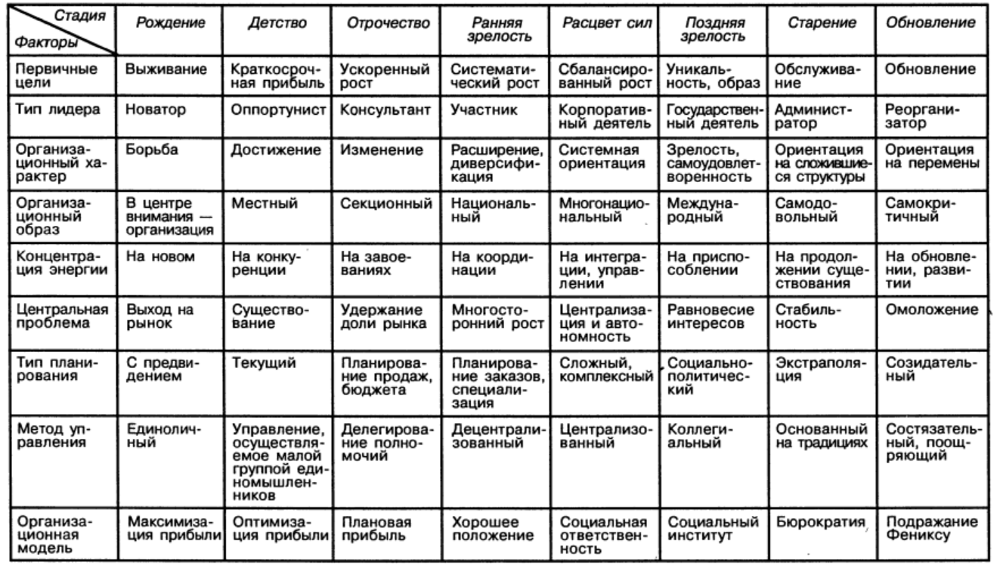 Стадия
Факторы
Рождение
Детство
Отрочество
Ранняя
зрелость
Расцвет сил
Поздняя
зрелость
Старение
Обновление
Первичные
цели
Выживание
Краткосроч-
ная прибыль
Ускоренный
рост
Системати-
ческий рост
Сбалансиро-
ванный рост
Уникаль-
ность, образ
Обслужива-
ние
Обновление
Тип лидера
Новатор
Оппортунист
Консультант
Участник
Корпоратив-
ный деятель
Государствен-
ный деятель
Админист-
ратор
Реоргани-
затор
Организа-
ционный ха-
рактер
Борьба
Достижение
Изменение
Расширение,
диверсифи-
кация
Системная
ориентация
Зрелость,
самоудовлет-
воренность
Ориентация
на сложившие-
ся структуры
Ориентация
на перемены
Организа-
ционный
образ
В центре
внимания —
организация
Местный
Секционный
Националь-
ный
Многонацио-
нальный
Междуна-
родный
Самодо-
вольный
Самокри-
тичный
Концентра-
ция энергии
На новом
На конку-
ренции
На завое-
ваниях
На коорди-
нации
На интегра-
ции, управ-
лении
На приспо-
соблении
На продол-
жении суще-
ствования
На обновле-
нии, разви-
тии
Центральная
проблема
Выход на
рынок
Существо-
вание
Удержание
доли рынка
Многосто-
ронний рост
Централиза-
ция и авто-
номность
Равновесие
интересов
Стабиль-
ность
Омоложение
Тип плани-
рования
С предви-
дением
Текущий
Планирова-
ние продаж,
бюджета
Планирова-
ние заказов,
специали-
зация
Сложный,
комплексный
Социально-
политичес-
кий
Экстраполя-
ция
Созидатель-
ный
Метод уп-
равления
Единолич-
ный
Управление,
осуществля-
емое малой
группой еди-
номышлен-
ников
Делегирова-
ние полно-
мочий
Децентрали-
зованный
Централизо-
ванный
Коллеги-
альный
Основанный
на традициях
Состязатель-
ный, поощ-
ряющий
Организа-
ционная
модель
Максимиза-
ция прибыли
Оптимиза-
ция прибыли
Плановая
прибыль
Хорошее
положение
Социальная
ответствен-
ность
Социальный
институт
Бюрократия
Подражание
Фениксу